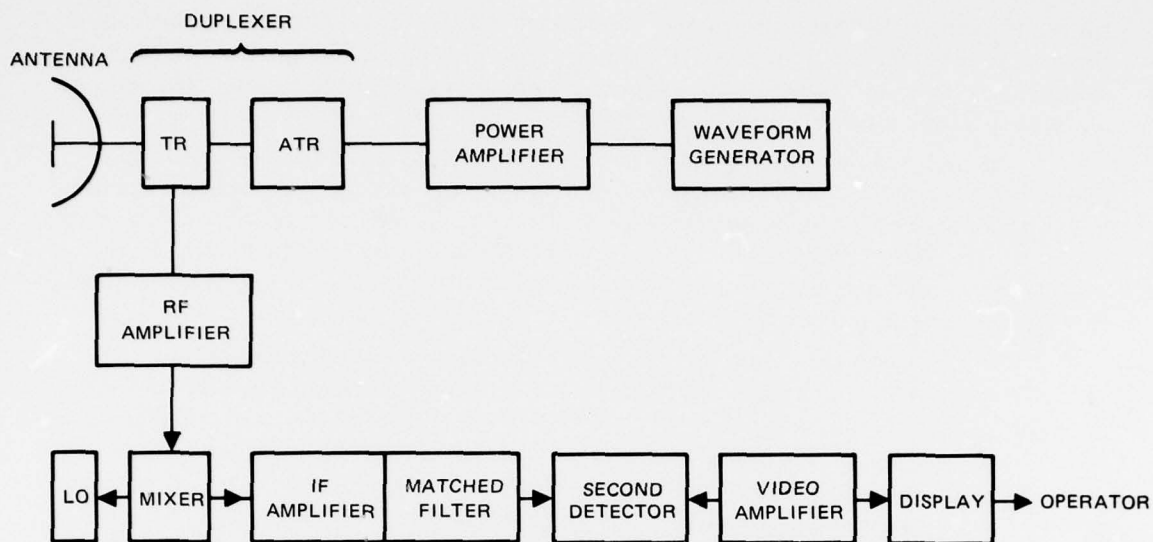 DUPLEXER
ANTENNA
TR
ATR
POWER
AMPLIFIER
WAVEFORM
GENERATOR
RF
AMPLIFIER
LO
MIXER
IF
AMPLIFIER
MATCHED
FILTER
SECOND
DETECTOR
VIDEO
AMPLIFIER
DISPLAY
OPERATOR